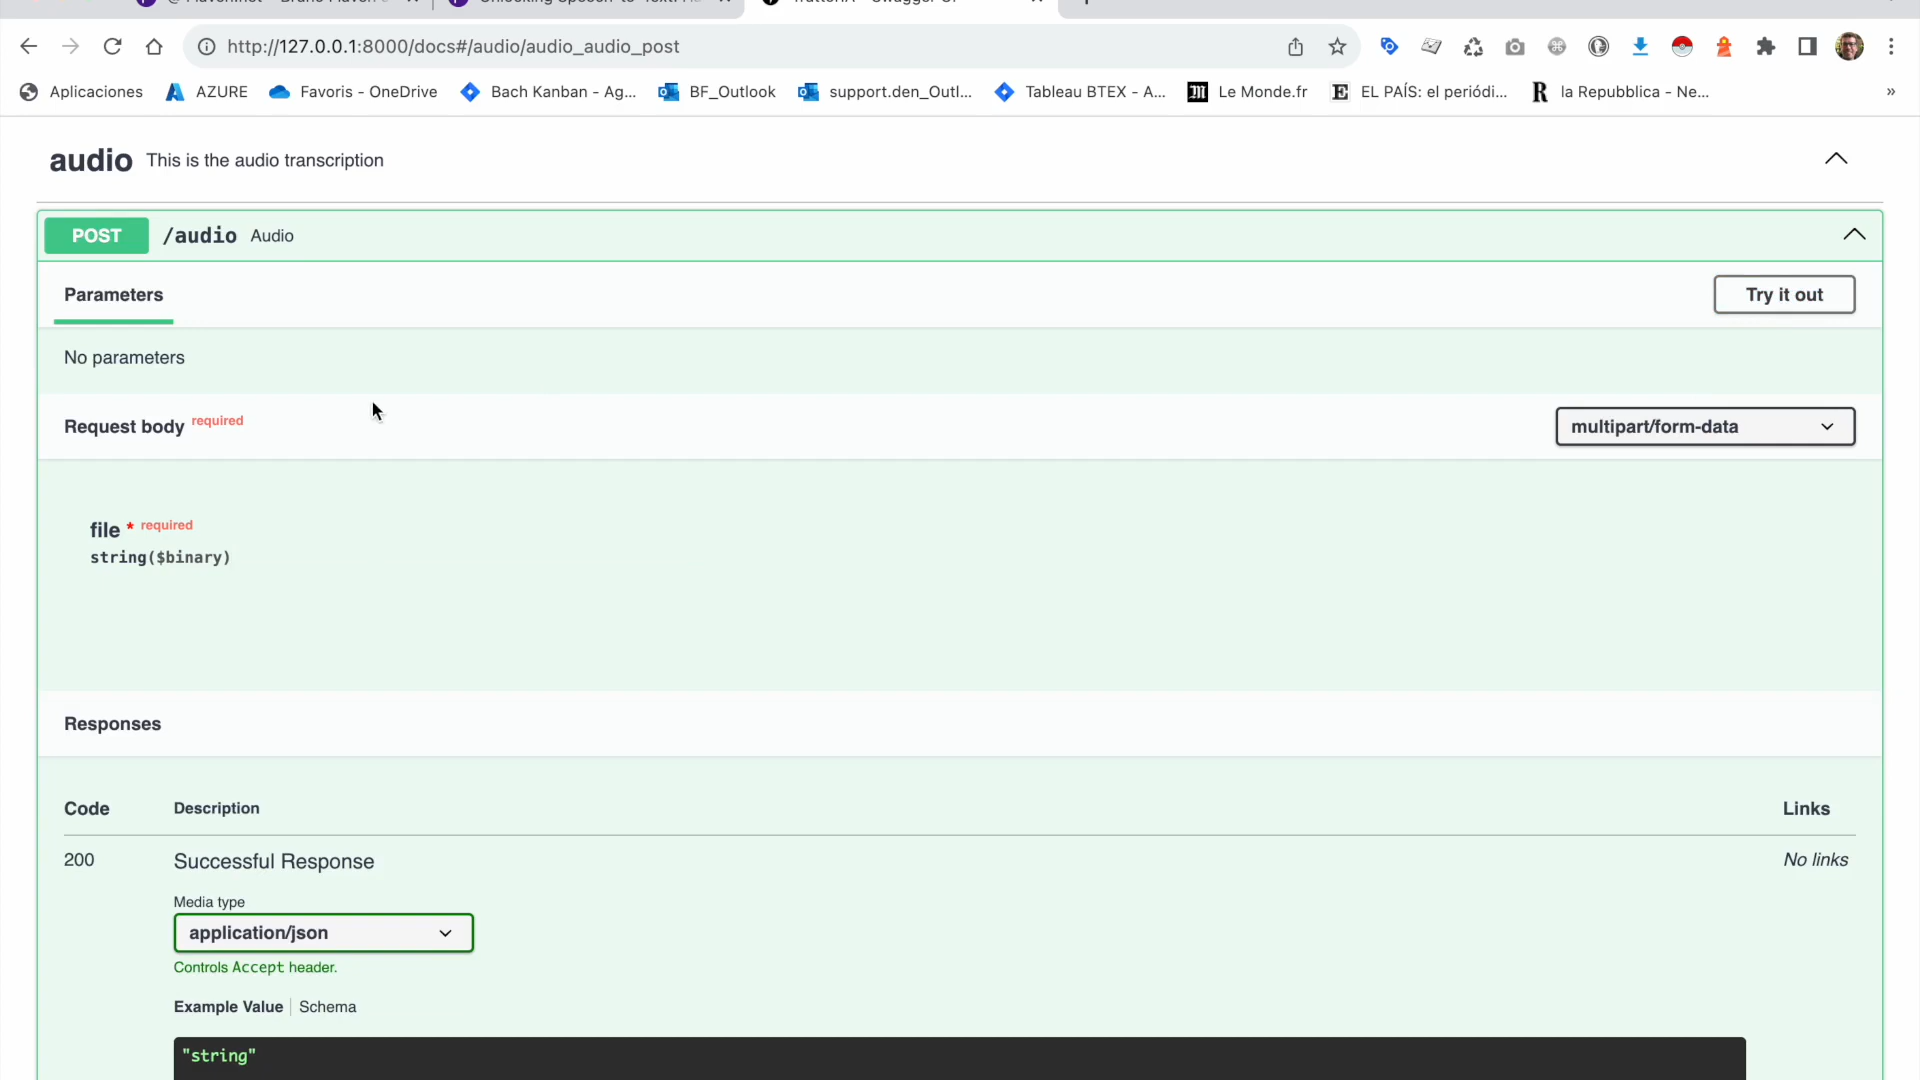 http://127.0.0.1:8000/docs#/audio/audio_audio_post
Aplicaciones AZURE Favoris - OneDrive Bach Kanban - Ag... BF_Outlook support.den_Outl... Tableau BTEX - A... Le Monde.fr EL PAÍS: el periódi... la Repubblica - Ne... »
audio This is the audio transcription
POST /audio Audio
Parameters Try it out
No parameters
Request body required multipart/form-data
file * required
string($binary)
Responses
Code Description Links
200 Successful Response No links
Media type
application/json
Controls Accept header.
Example Value Schema
"string"